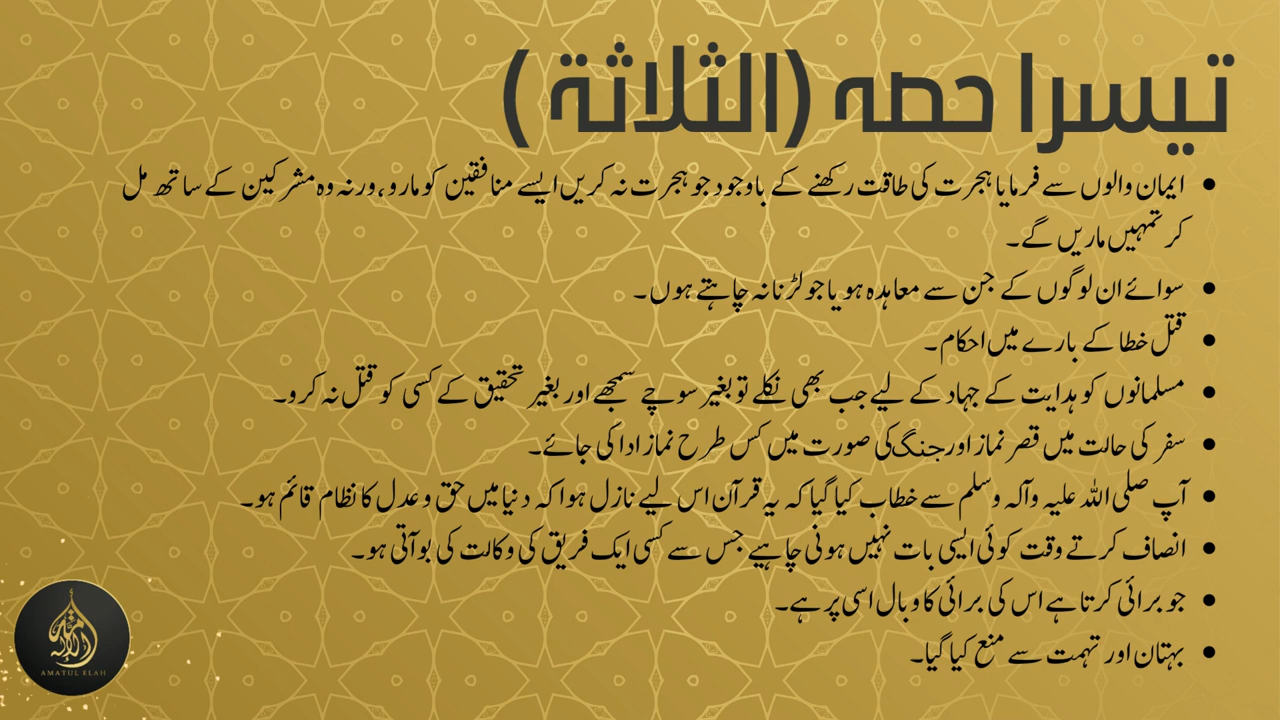 تیسرا حصہ (الثلاثة )
• ایمان والوں سے فرمایا ہجرت کی طاقت رکھنے کے باوجود جو ہجرت نہ کریں ایسے منافقین کو مارو، ورنہ وہ مشرکین کے ساتھ مل
کر تمہیں ماریں گے۔
• سوائے ان لوگوں کے جن سے معاہدہ ہو یا جو لڑنا نہ چاہتے ہوں۔
• قتل خطا کے بارے میں احکام۔
• مسلمانوں کو ہدایت کے جہاد کے لیے جب بھی نکلے تو بغیر سوچے سمجھے اور بغیر تحقیق کے کسی کو قتل نہ کرو۔
• سفر کی حالت میں قصر نماز اور جنگ کی صورت میں کس طرح نماز ادا کی جائے۔
• آپ صلی اللہ علیہ وآلہ وسلم سے خطاب کیا گیا کہ یہ قرآن اس لیے نازل ہوا کہ دنیا میں حق و عدل کا نظام قائم ہو۔
• انصاف کرتے وقت کوئی ایسی بات نہیں ہونی چاہیے جس سے کسی ایک فریق کی وکالت کی بو آتی ہو۔
• جو برائی کرتا ہے اس کی برائی کا وبال اسی پر ہے۔
• بہتان اور تہمت سے منع کیا گیا۔
AMATUL ELAH